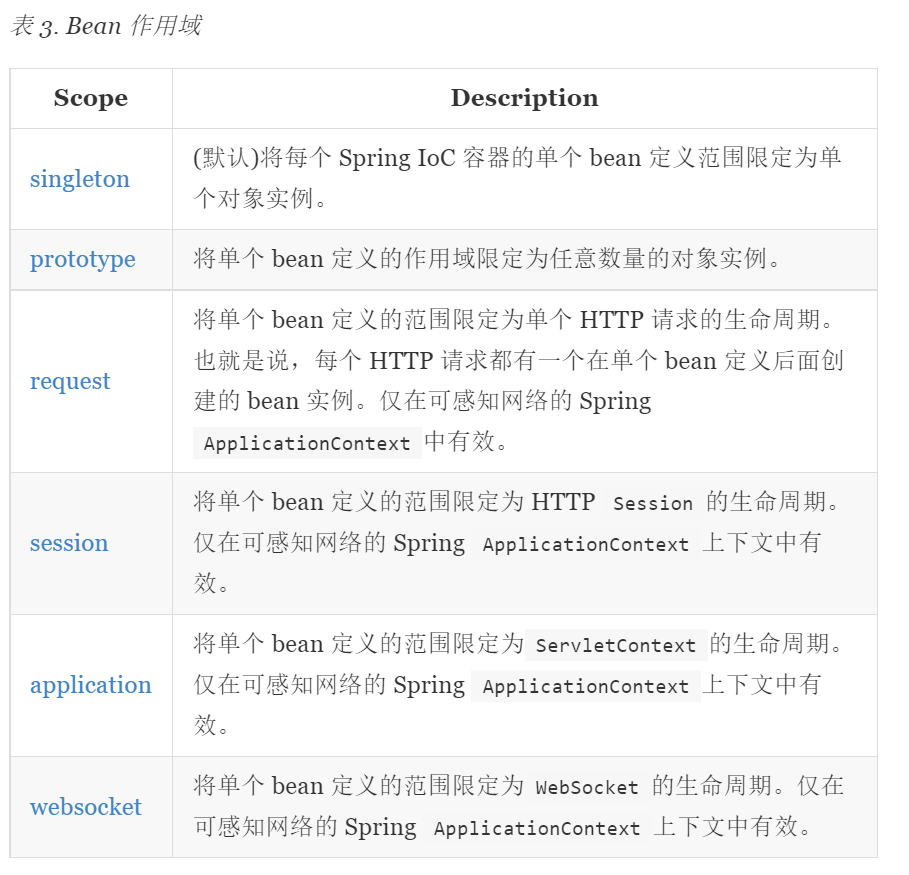 表 3. Bean 作用域
Scope
Description
singleton
(默认)将每个 Spring IoC 容器的单个 bean 定义范围限定为单
个对象实例。
prototype
将单个 bean 定义的作用域限定为任意数量的对象实例。
request
将单个 bean 定义的范围限定为单个 HTTP 请求的生命周期。
也就是说，每个 HTTP 请求都有一个在单个 bean 定义后面创
建的 bean 实例。仅在可感知网络的 Spring
ApplicationContext 中有效。
session
将单个 bean 定义的范围限定为 HTTP Session 的生命周期。
仅在可感知网络的 Spring ApplicationContext 上下文中有
效。
application
将单个 bean 定义的范围限定为 ServletContext 的生命周期。
仅在可感知网络的 Spring ApplicationContext 上下文中有
效。
websocket
将单个 bean 定义的范围限定为 WebSocket 的生命周期。仅在
可感知网络的 Spring ApplicationContext 上下文中有效。